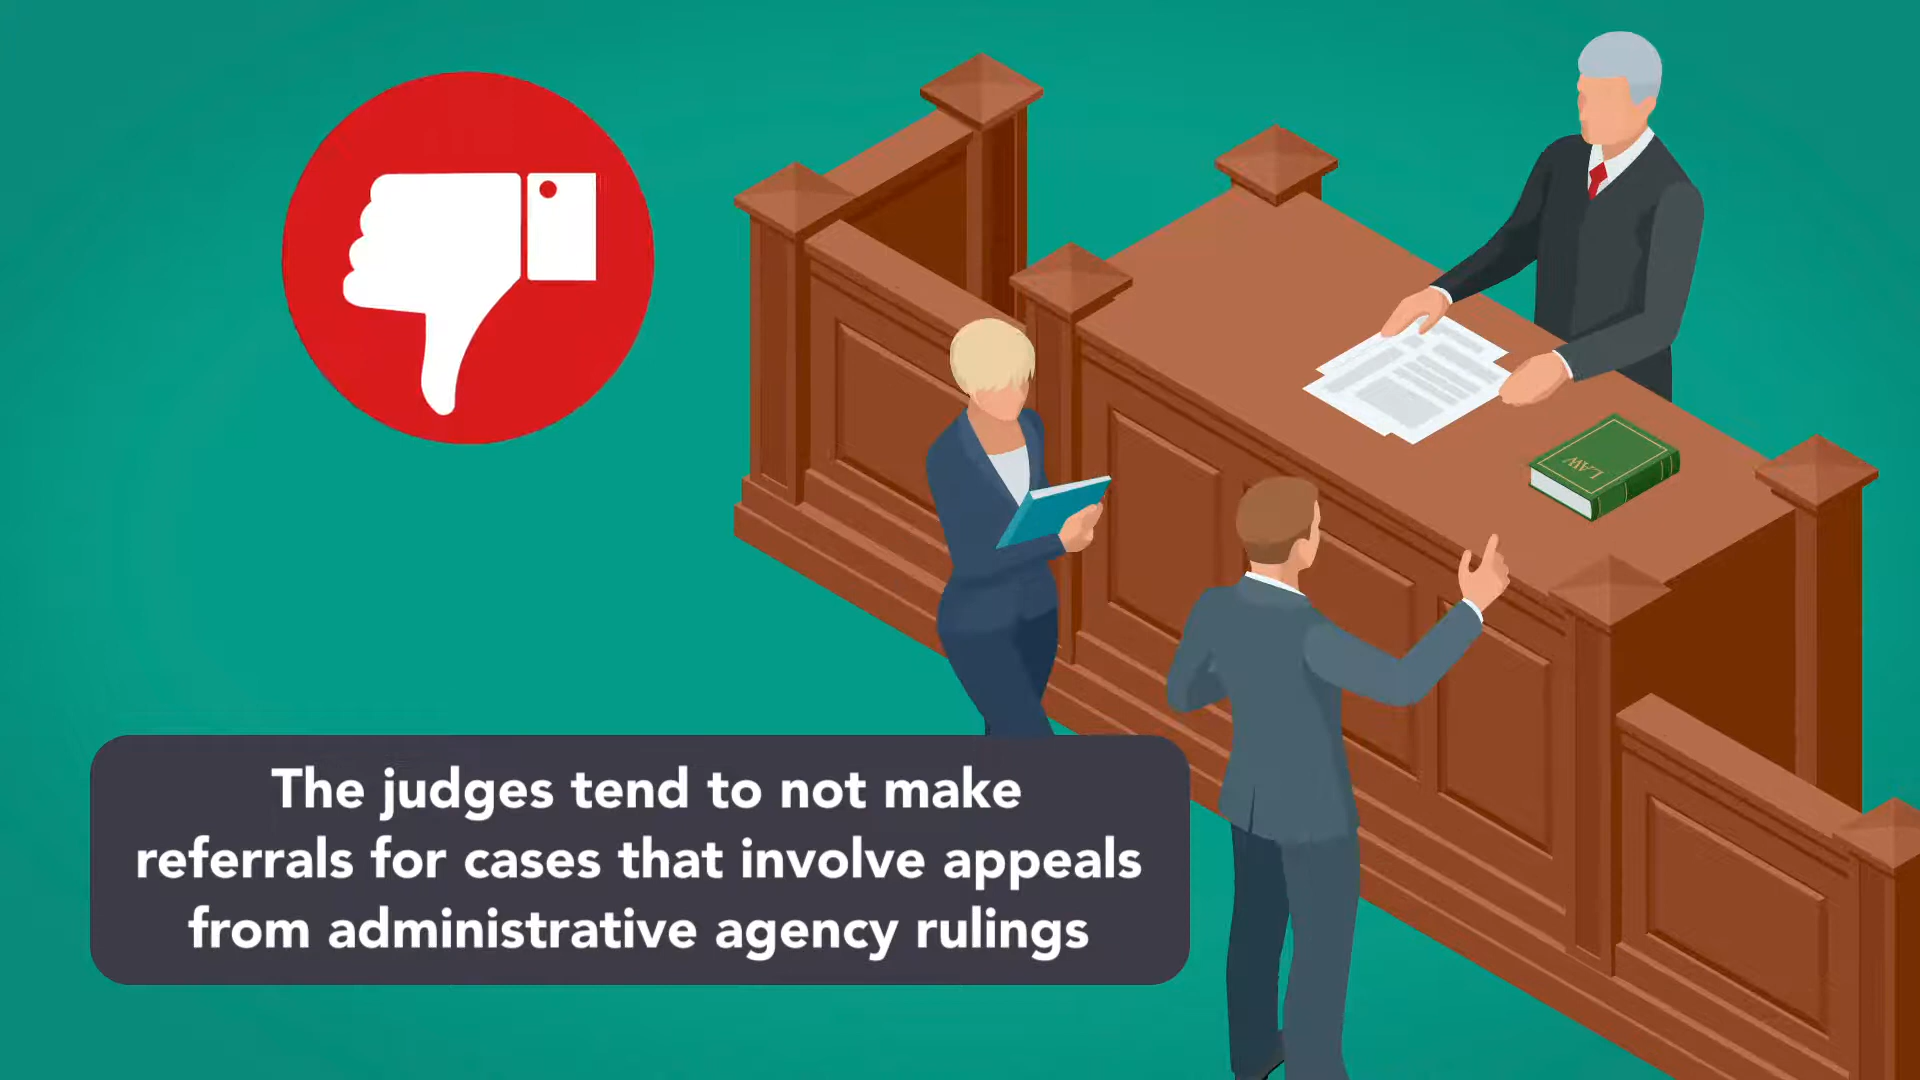 LAW
The judges tend to not make
referrals for cases that involve appeals
from administrative agency rulings